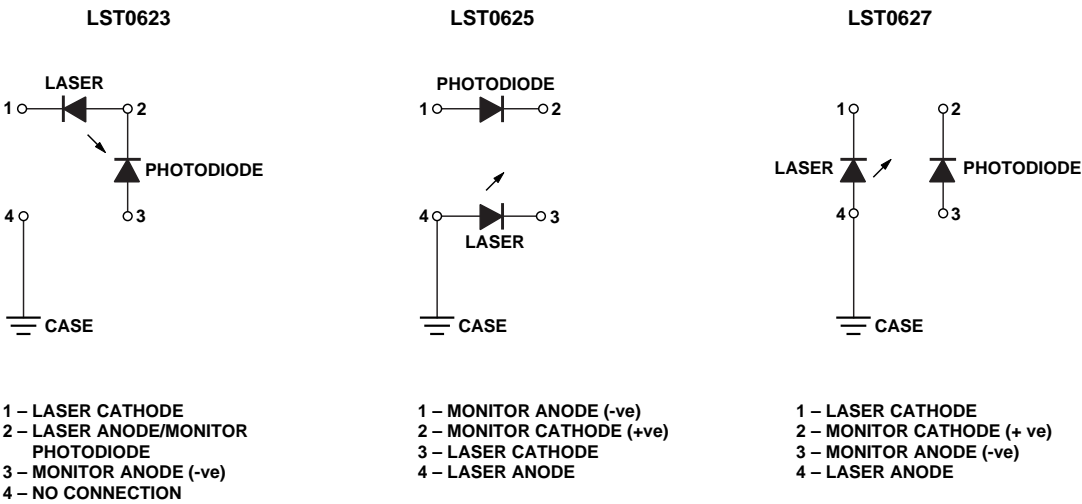 LST0623
LASER
1
2
PHOTODIODE
4
3
CASE
1 – LASER CATHODE
2 – LASER ANODE/MONITOR
PHOTODIODE
3 – MONITOR ANODE (-ve)
4 – NO CONNECTION
LST0625
PHOTODIODE
1
2
4
3
LASER
CASE
1 – MONITOR ANODE (-ve)
2 – MONITOR CATHODE (+ve)
3 – LASER CATHODE
4 – LASER ANODE
LST0627
1
2
LASER
PHOTODIODE
4
3
CASE
1 – LASER CATHODE
2 – MONITOR CATHODE (+ ve)
3 – MONITOR ANODE (-ve)
4 – LASER ANODE